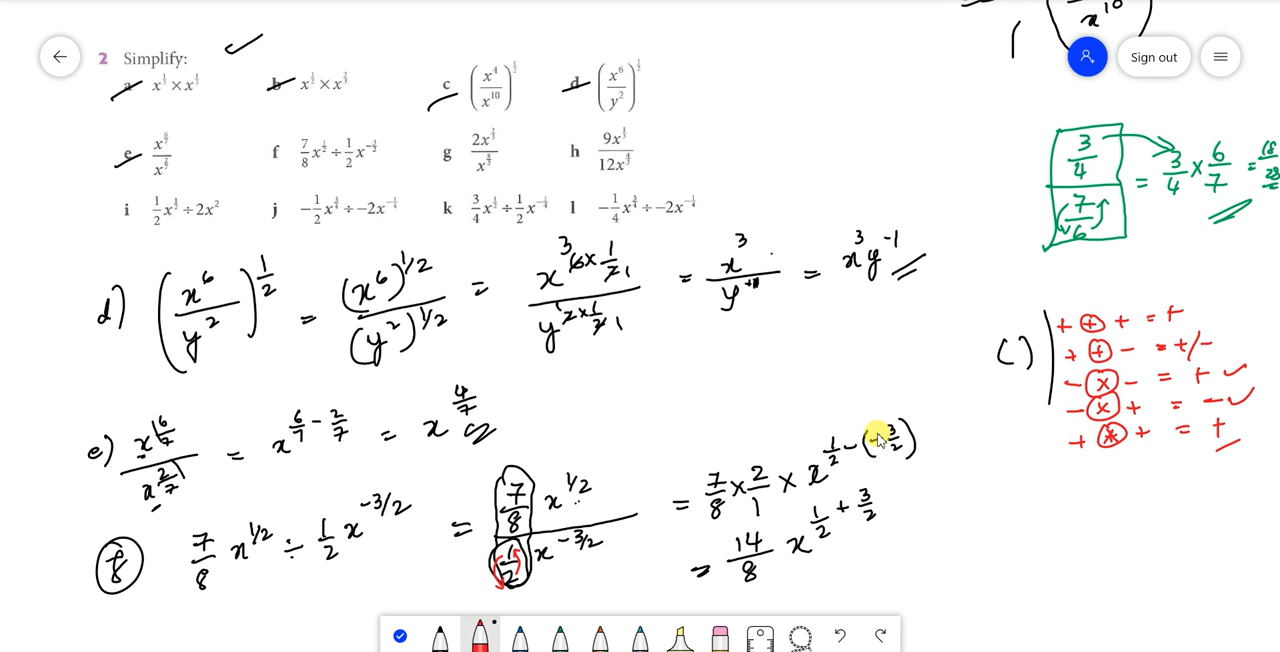 x^10
Sign out
2 Simplify:
a x^{1/3} × x^{1/3} b x^{} × x^{} c (x^4/x^10)^{1/2} d (x^6/y^2)^{1/2}
e x^{6/7}/x^{2/7} f 7/8 x^{1/2} ÷ 1/2 x^{-3/2} g 2x^{2/3}/x^{} h 9x^{1/3}/12x^{4/3}
i 1/2 x^{1/2} ÷ 2x^2 j -1/2 x^{3/4} ÷ -2x^{-1/4} k 3/4 x^{1/2} ÷ 1/2 x^{-1/4} l -1/4 x^{3/4} ÷ -2x^{-1/4}
3/4 / 7/6 = 3/4 × 6/7 = 18/28
d) (x^6/y^2)^{1/2} = (x^6)^{1/2}/(y^2)^{1/2} = x^{6×1/2}/y^{2×1/2} = x^3/y^{+1} = x^3 y^{-1}
C)
+ + + = +
+ + - = +/-
- × - = +
- × + = -
+ * + = +
e) x^{6/7}/x^{2/7} = x^{6/7 - 2/7} = x^{4/7}
f 7/8 x^{1/2} ÷ 1/2 x^{-3/2} = 7/8 x^{1/2} / 1/2 x^{-3/2} = 7/8 × 2/1 × x^{1/2 - (-3/2)}
= 14/8 x^{1/2 + 3/2}